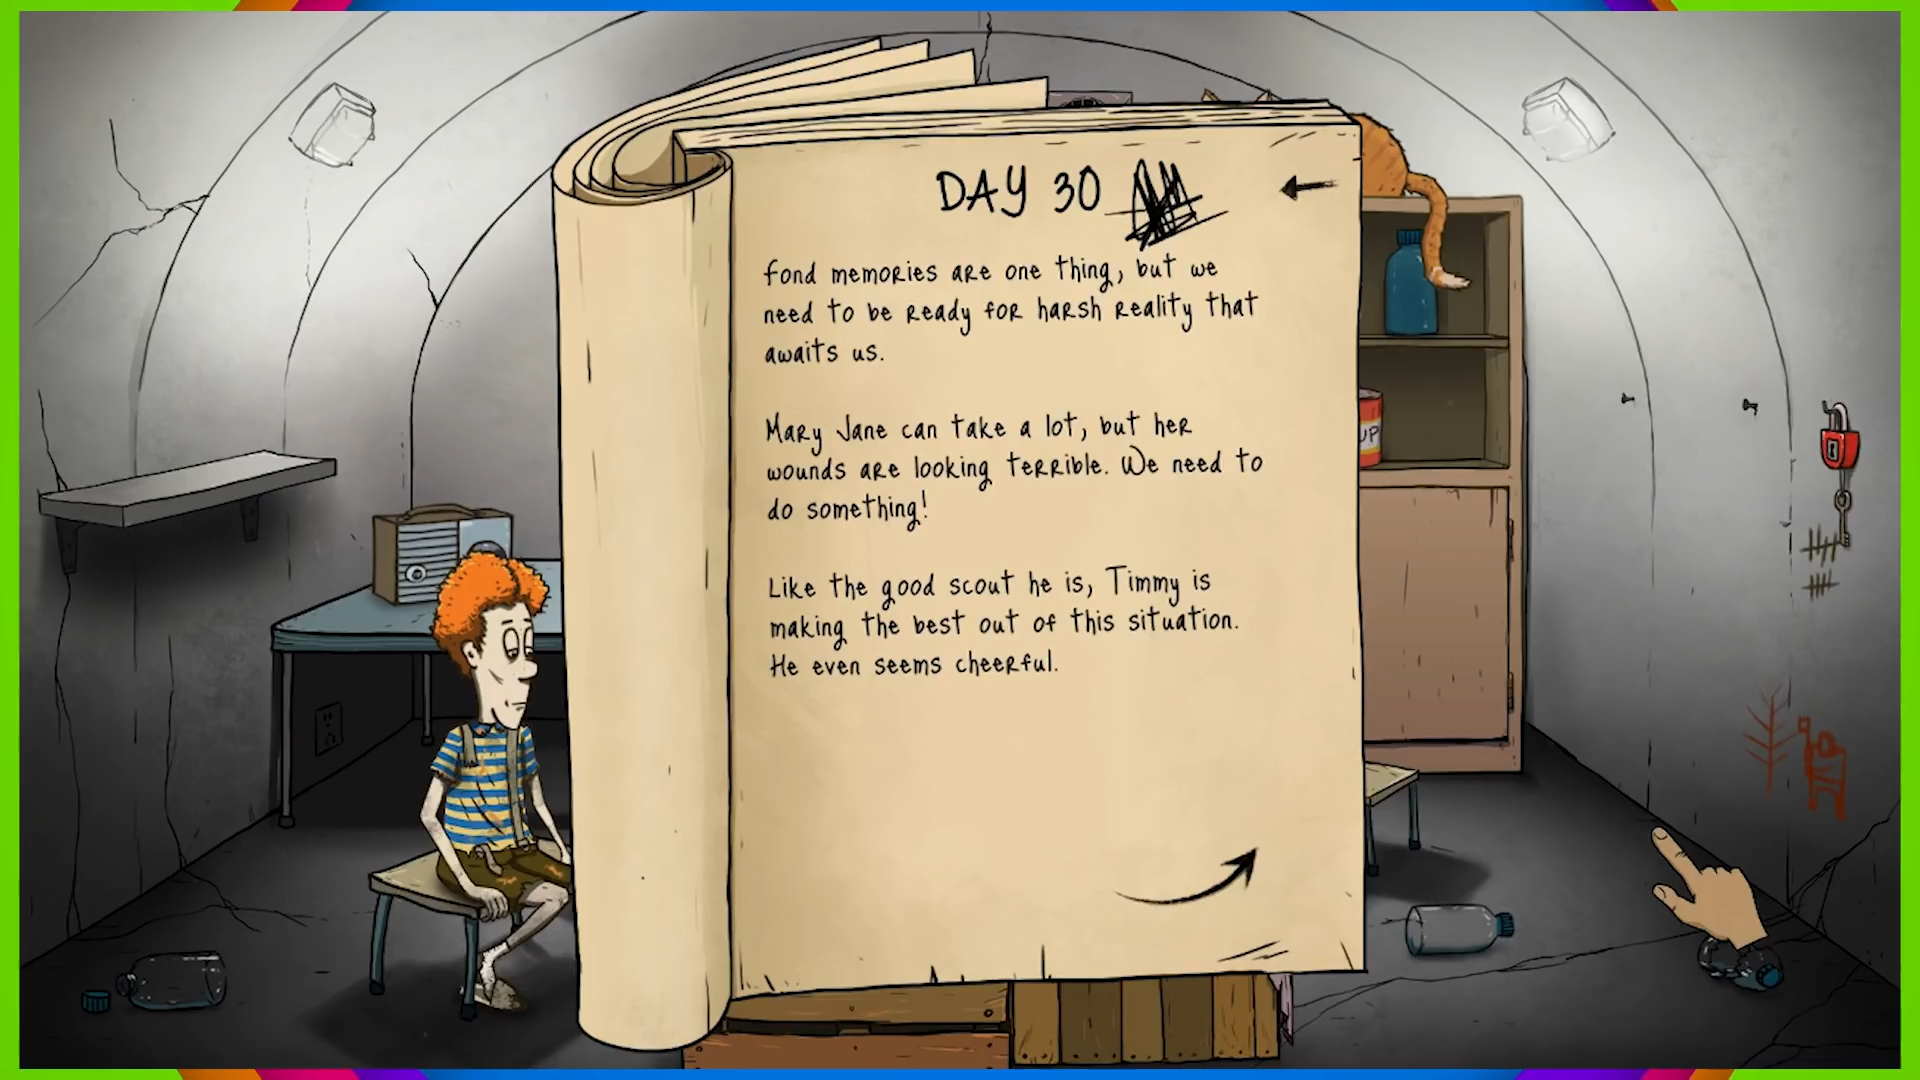 DAY 30
Fond memories are one thing, but we
need to be ready for harsh reality that
awaits us.
Mary Jane can take a lot, but her
wounds are looking terrible. We need to
do something!
Like the good scout he is, Timmy is
making the best out of this situation.
He even seems cheerful.
UP